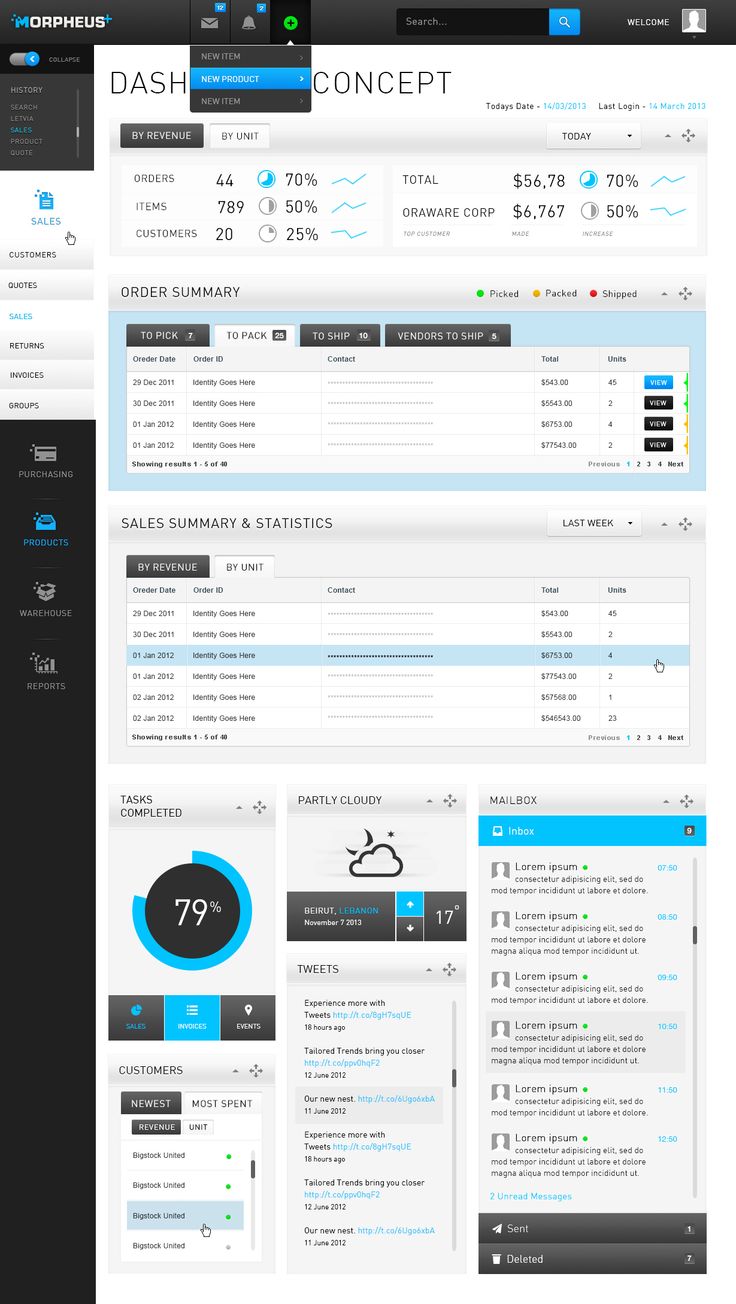 MORPHEUS+
12
2
Search...
WELCOME
COLLAPSE
NEW ITEM
NEW PRODUCT
NEW ITEM
HISTORY
SEARCH
LETVIA
SALES
PRODUCT
QUOTE
SALES
CUSTOMERS
QUOTES
SALES
RETURNS
INVOICES
GROUPS
PURCHASING
PRODUCTS
WAREHOUSE
REPORTS
DASH CONCEPT
Todays Date - 14/03/2013 Last Login - 14 March 2013
BY REVENUE BY UNIT TODAY
ORDERS 44 70%
ITEMS 789 50%
CUSTOMERS 20 25%
TOTAL $56,78 70%
ORAWARE CORP $6,767 50%
TOP CUSTOMER MADE INCREASE
ORDER SUMMARY Picked Packed Shipped
TO PICK 7 TO PACK 25 TO SHIP 10 VENDORS TO SHIP 5
Oreder Date Order ID Contact Total Units
29 Dec 2011 Identity Goes Here $543.00 45 VIEW
30 Dec 2011 Identity Goes Here $5543.00 2 VIEW
01 Jan 2012 Identity Goes Here $6753.00 4 VIEW
01 Jan 2012 Identity Goes Here $77543.00 2 VIEW
Showing results 1 - 5 of 40 Previous 1 2 3 4 Next
SALES SUMMARY & STATISTICS LAST WEEK
BY REVENUE BY UNIT
Oreder Date Order ID Contact Total Units
29 Dec 2011 Identity Goes Here $543.00 45
30 Dec 2011 Identity Goes Here $5543.00 2
01 Jan 2012 Identity Goes Here $6753.00 4
01 Jan 2012 Identity Goes Here $77543.00 2
02 Jan 2012 Identity Goes Here $57568.00 1
02 Jan 2012 Identity Goes Here $546543.00 23
Showing results 1 - 5 of 40 Previous 1 2 3 4 Next
TASKS
COMPLETED
79%
SALES INVOICES EVENTS
CUSTOMERS
NEWEST MOST SPENT
REVENUE UNIT
Bigstock United
Bigstock United
Bigstock United
Bigstock United
PARTLY CLOUDY
BEIRUT, LEBANON
November 7 2013
17°
TWEETS
Experience more with
Tweets http://t.co/8gH7sqUE
18 hours ago
Tailored Trends bring you closer
http://t.co/ppv0hqF2
12 June 2012
Our new nest. http://t.co/6Ugo6xbA
11 June 2012
Experience more with
Tweets http://t.co/8gH7sqUE
18 hours ago
Tailored Trends bring you closer
http://t.co/ppv0hqF2
12 June 2012
Our new nest. http://t.co/6Ugo6xbA
11 June 2012
MAILBOX
Inbox 9
Lorem ipsum 07:50
consectetur adipisicing elit, sed do
mod tempor incididunt ut labore et dolore.
Lorem ipsum 08:50
consectetur adipisicing elit, sed do
mod tempor incididunt ut labore et dolore
magna aliqua mod tempor incididunt ut.
Lorem ipsum 09:50
consectetur adipisicing elit, sed do
mod tempor incididunt ut labore et dolore.
Lorem ipsum 10:50
consectetur adipisicing elit, sed do
mod tempor incididunt ut labore et dolore.
Lorem ipsum 11:50
consectetur adipisicing elit, sed do
mod tempor incididunt ut labore et dolore.
Lorem ipsum 12:50
consectetur adipisicing elit, sed do
mod tempor incididunt ut labore et dolore
magna aliqua mod tempor incididunt ut.
2 Unread Messages
Sent 1
Deleted 7